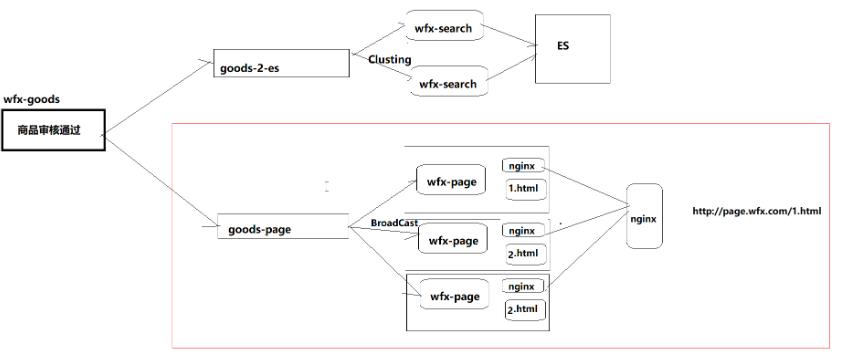 wfx-goods
商品审核通过
goods-2-es
Clusting
wfx-search
wfx-search
ES
goods-page
BroadCast
wfx-page
nginx
1.html
wfx-page
nginx
2.html
wfx-page
nginx
2.html
nginx
http://page.wfx.com/1.html